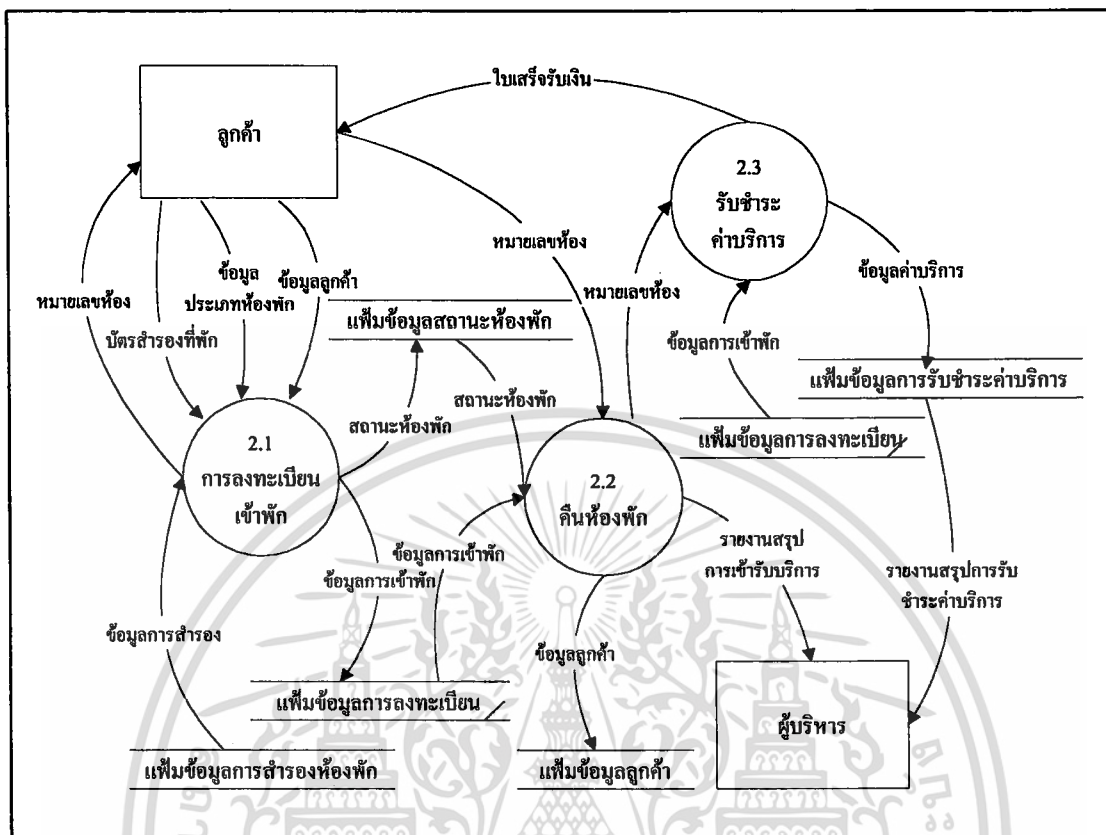 ใบเสร็จรับเงิน
ลูกค้า
2.3
รับชำระ
ค่าบริการ
หมายเลขห้อง
ข้อมูล
ประเภทห้องพัก
ข้อมูลลูกค้า
หมายเลขห้อง
บัตรสำรองที่พัก
หมายเลขห้อง
ข้อมูลค่าบริการ
แฟ้มข้อมูลสถานะห้องพัก
ข้อมูลการเข้าพัก
แฟ้มข้อมูลการรับชำระค่าบริการ
สถานะห้องพัก
สถานะห้องพัก
แฟ้มข้อมูลการลงทะเบียน
2.1
การลงทะเบียน
เข้าพัก
2.2
คืนห้องพัก
ข้อมูลการเข้าพัก
ข้อมูลการเข้าพัก
รายงานสรุป
การเข้ารับบริการ
รายงานสรุปการรับ
ชำระค่าบริการ
ข้อมูลการสำรอง
ข้อมูลลูกค้า
แฟ้มข้อมูลการลงทะเบียน
ผู้บริหาร
แฟ้มข้อมูลการสำรองห้องพัก
แฟ้มข้อมูลลูกค้า